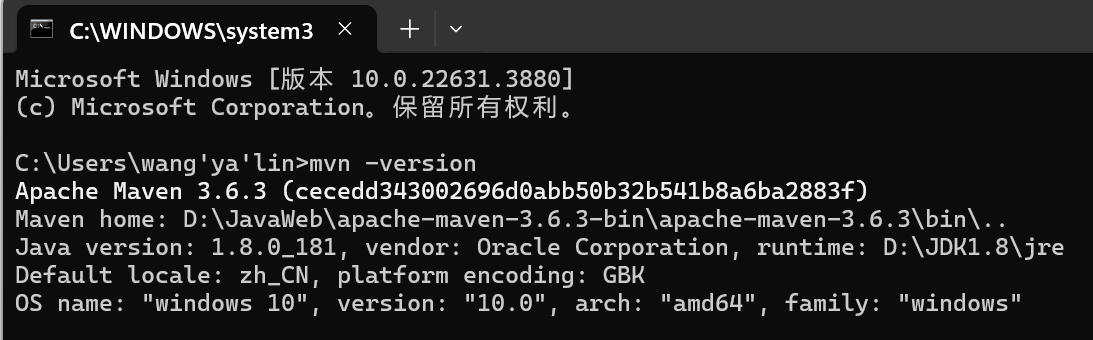 C:\WINDOWS\system3
Microsoft Windows [版本 10.0.22631.3880]
(c) Microsoft Corporation。保留所有权利。
C:\Users\wang'ya'lin>mvn -version
Apache Maven 3.6.3 (cecedd343002696d0abb50b32b541b8a6ba2883f)
Maven home: D:\JavaWeb\apache-maven-3.6.3-bin\apache-maven-3.6.3\bin\..
Java version: 1.8.0_181, vendor: Oracle Corporation, runtime: D:\JDK1.8\jre
Default locale: zh_CN, platform encoding: GBK
OS name: "windows 10", version: "10.0", arch: "amd64", family: "windows"